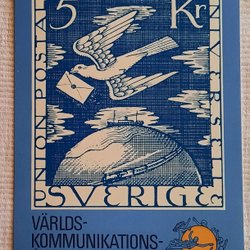 5 Kr
UNION POSTALE UNIVERSELLE
SVERIGE
VÄRLDS-
KOMMUNIKATIONS-